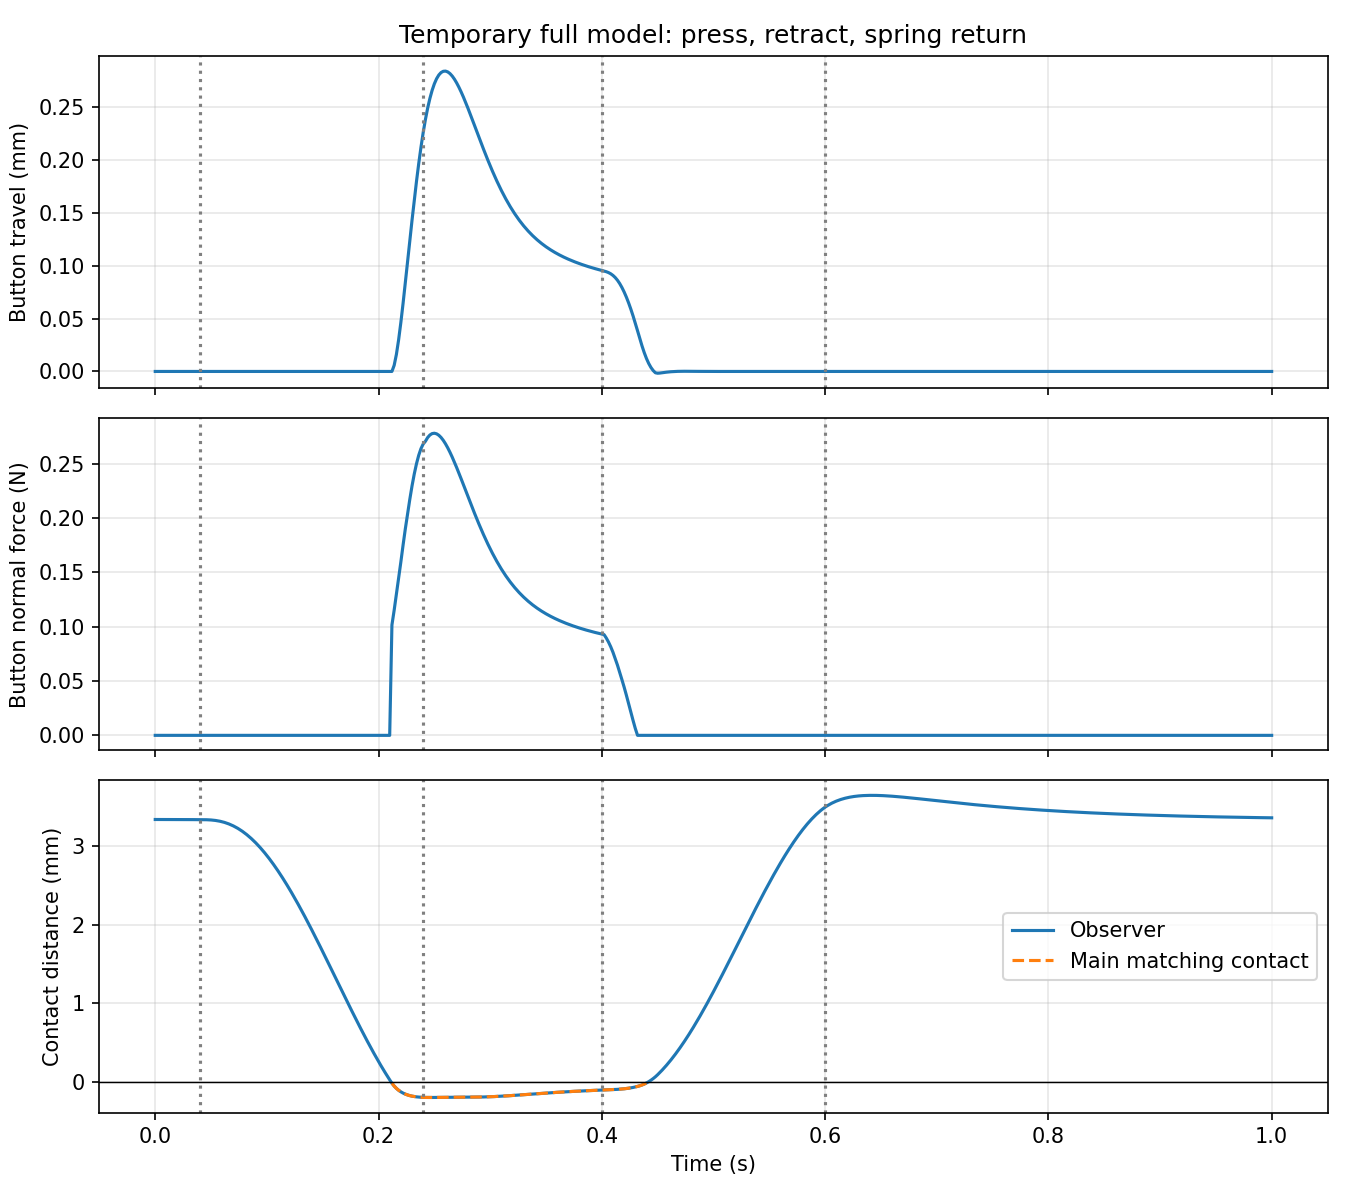 Temporary full model: press, retract, spring return
Button travel (mm)
0.25
0.20
0.15
0.10
0.05
0.00
Button normal force (N)
0.25
0.20
0.15
0.10
0.05
0.00
Contact distance (mm)
3
2
1
0
Observer
Main matching contact
0.0 0.2 0.4 0.6 0.8 1.0
Time (s)